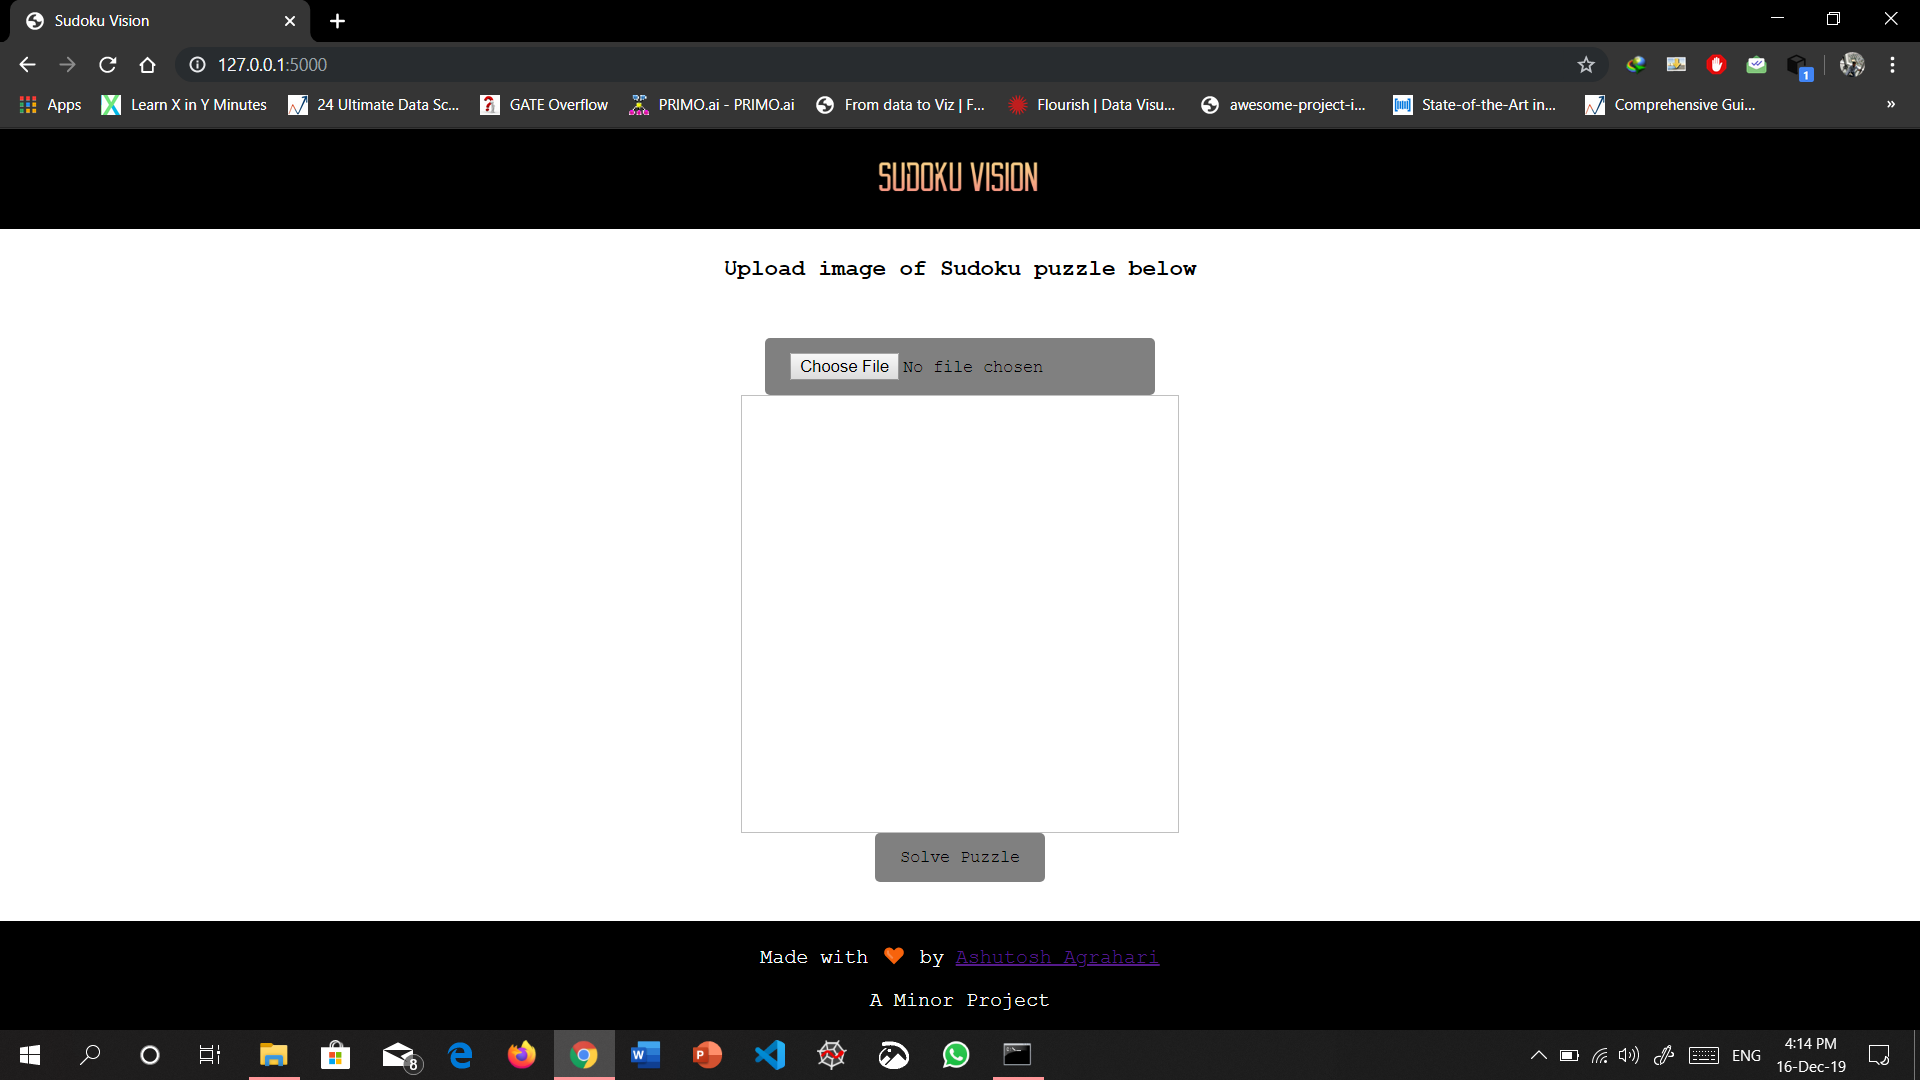 Sudoku Vision
127.0.0.1:5000
1
Apps
Learn X in Y Minutes
24 Ultimate Data Sc...
GATE Overflow
PRIMO.ai - PRIMO.ai
From data to Viz | F...
Flourish | Data Visu...
awesome-project-i...
State-of-the-Art in...
Comprehensive Gui...
»
SUDOKU VISION
Upload image of Sudoku puzzle below
Choose File No file chosen
Solve Puzzle
Made with 🧡 by Ashutosh Agrahari
A Minor Project
8
ENG
4:14 PM
16-Dec-19